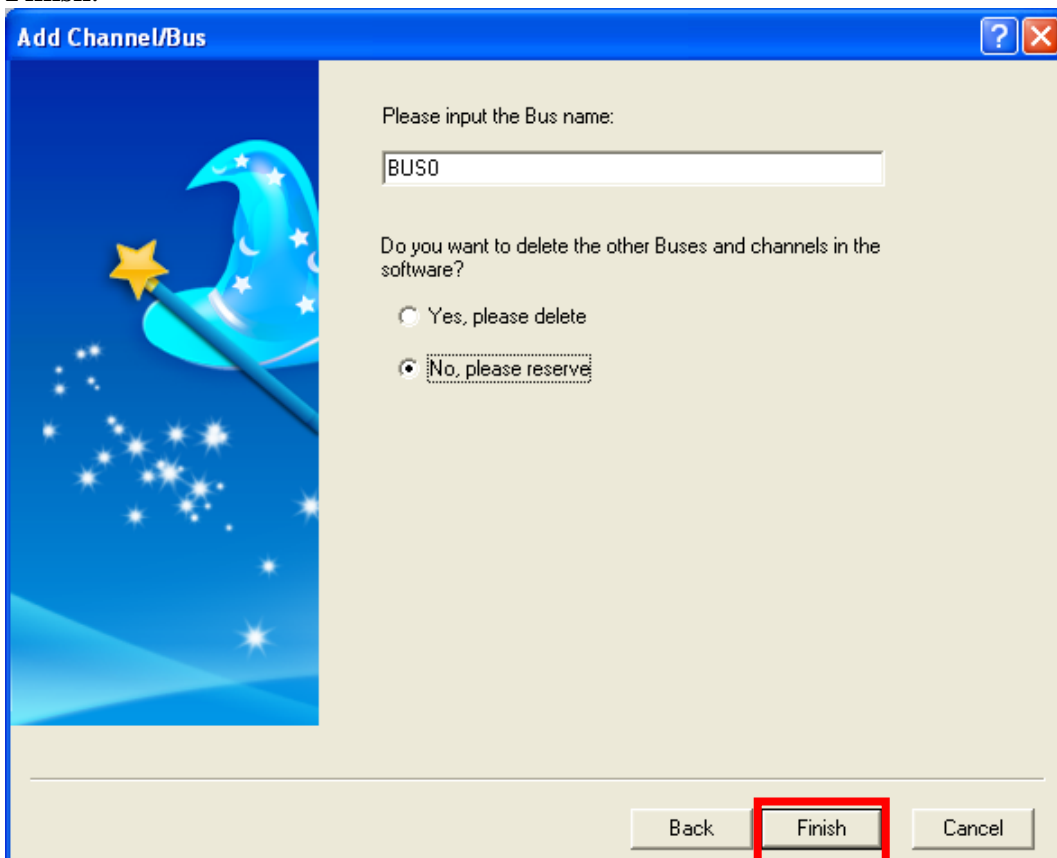 Add Channel/Bus
Please input the Bus name:
BUS0
Do you want to delete the other Buses and channels in the
software?
Yes, please delete
No, please reserve
Back
Finish
Cancel